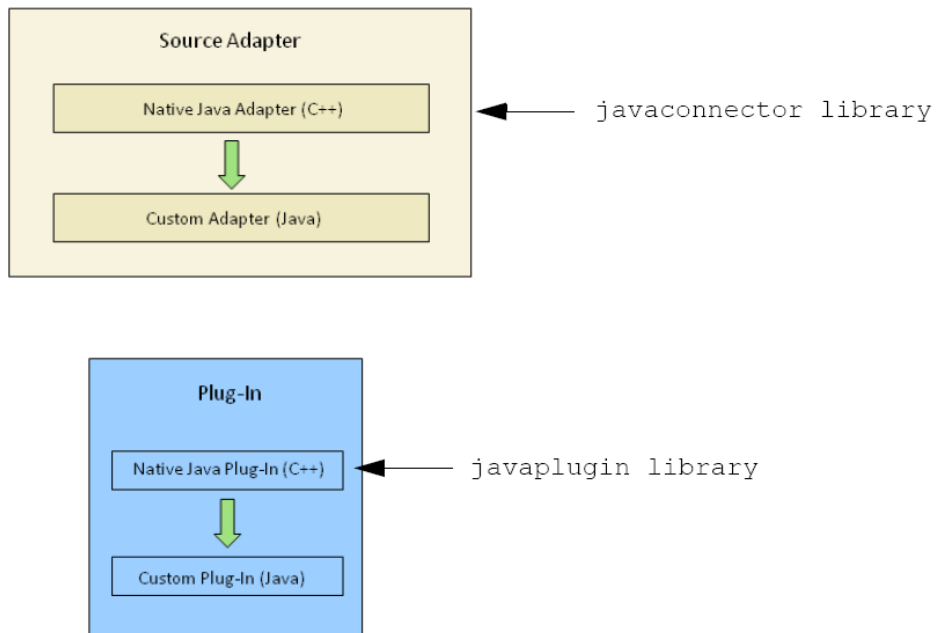 Source Adapter
Native Java Adapter (C++)
javaconnector library
Custom Adapter (Java)
Plug-In
Native Java Plug-In (C++)
javaplugin library
Custom Plug-In (Java)